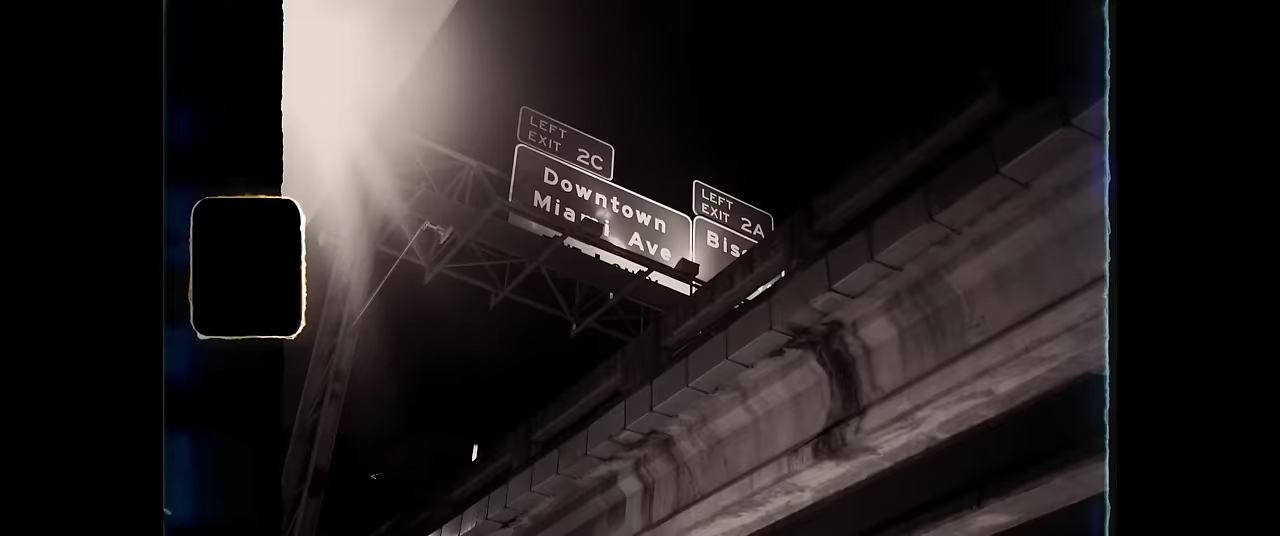 LEFT
EXIT 2C
Downtown
Miami Ave
LEFT
EXIT 2A